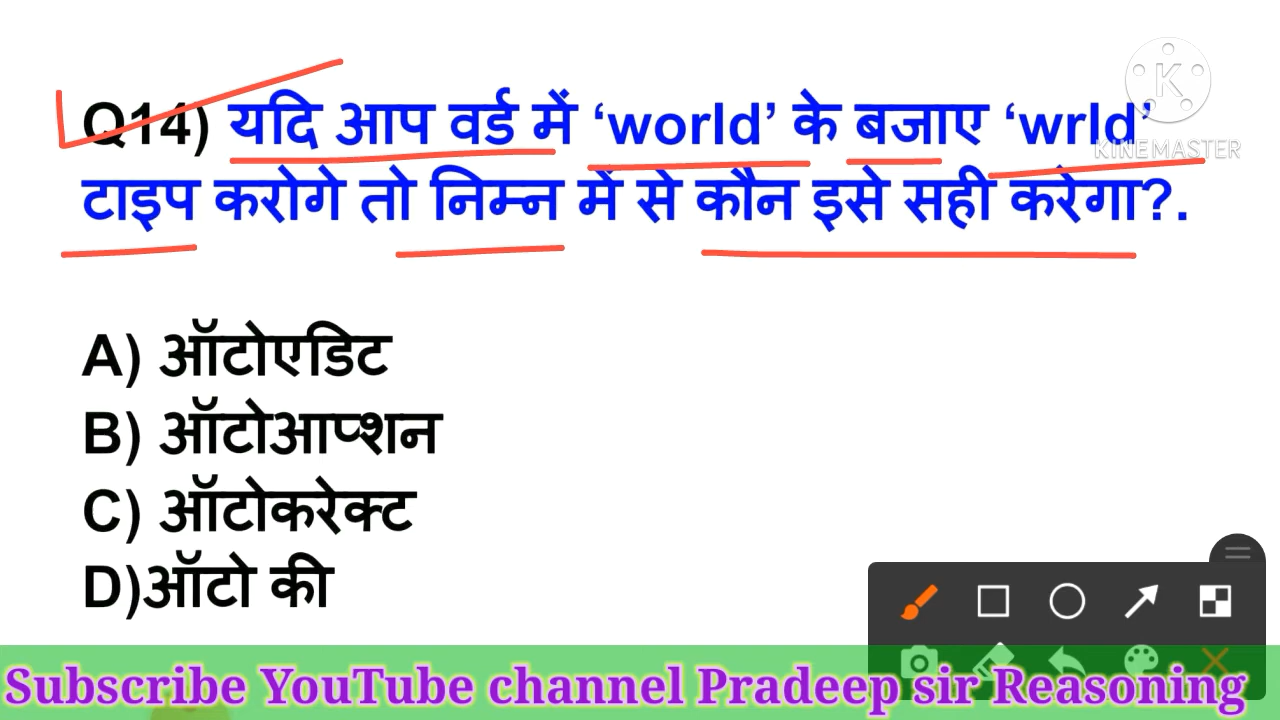 Q14) यदि आप वर्ड में ‘world’ के बजाए ‘wrld’
टाइप करोगे तो निम्न में से कौन इसे सही करेगा?.
A) ऑटोएडिट
B) ऑटोआप्शन
C) ऑटोकरेक्ट
D)ऑटो की
K
KINEMASTER
Subscribe YouTube channel Pradeep sir Reasoning